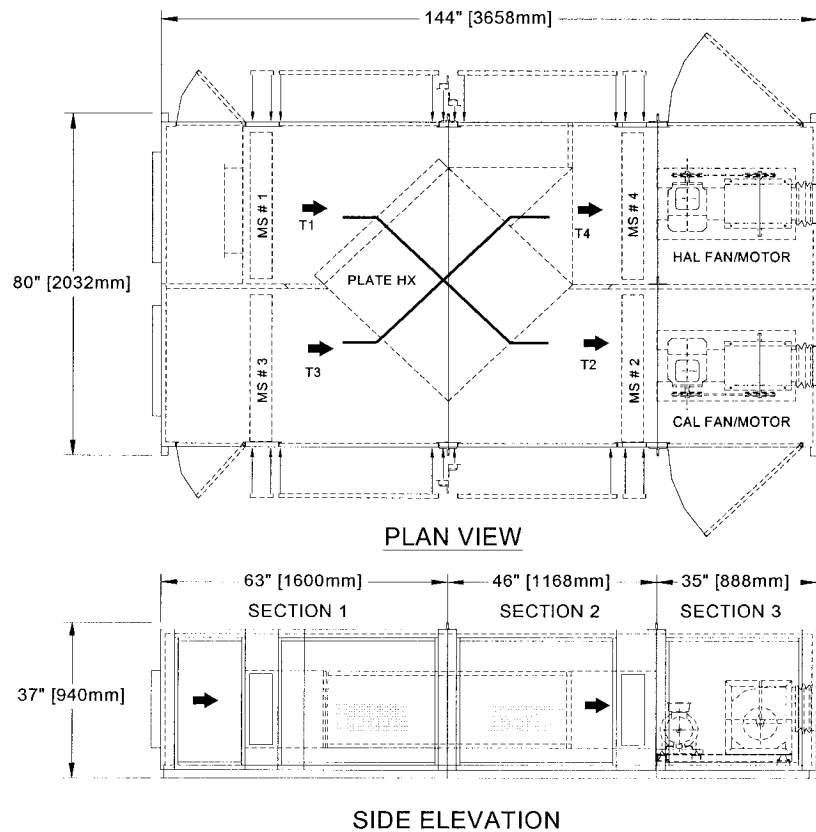 144" [3658mm]
80" [2032mm]
MS # 1
T1
T4
MS # 4
HAL FAN/MOTOR
PLATE HX
MS # 3
T3
T2
MS # 2
CAL FAN/MOTOR
PLAN VIEW
63" [1600mm]
46" [1168mm]
35" [888mm]
SECTION 1
SECTION 2
SECTION 3
37" [940mm]
SIDE ELEVATION